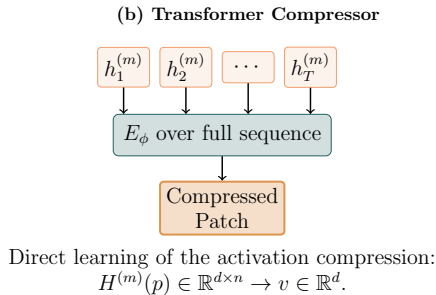 (b) Transformer Compressor
h_1^{(m)} h_2^{(m)} ... h_T^{(m)}
E_ϕ over full sequence
Compressed
Patch
Direct learning of the activation compression:
H^{(m)}(p) ∈ ℝ^{d×n} → v ∈ ℝ^d.